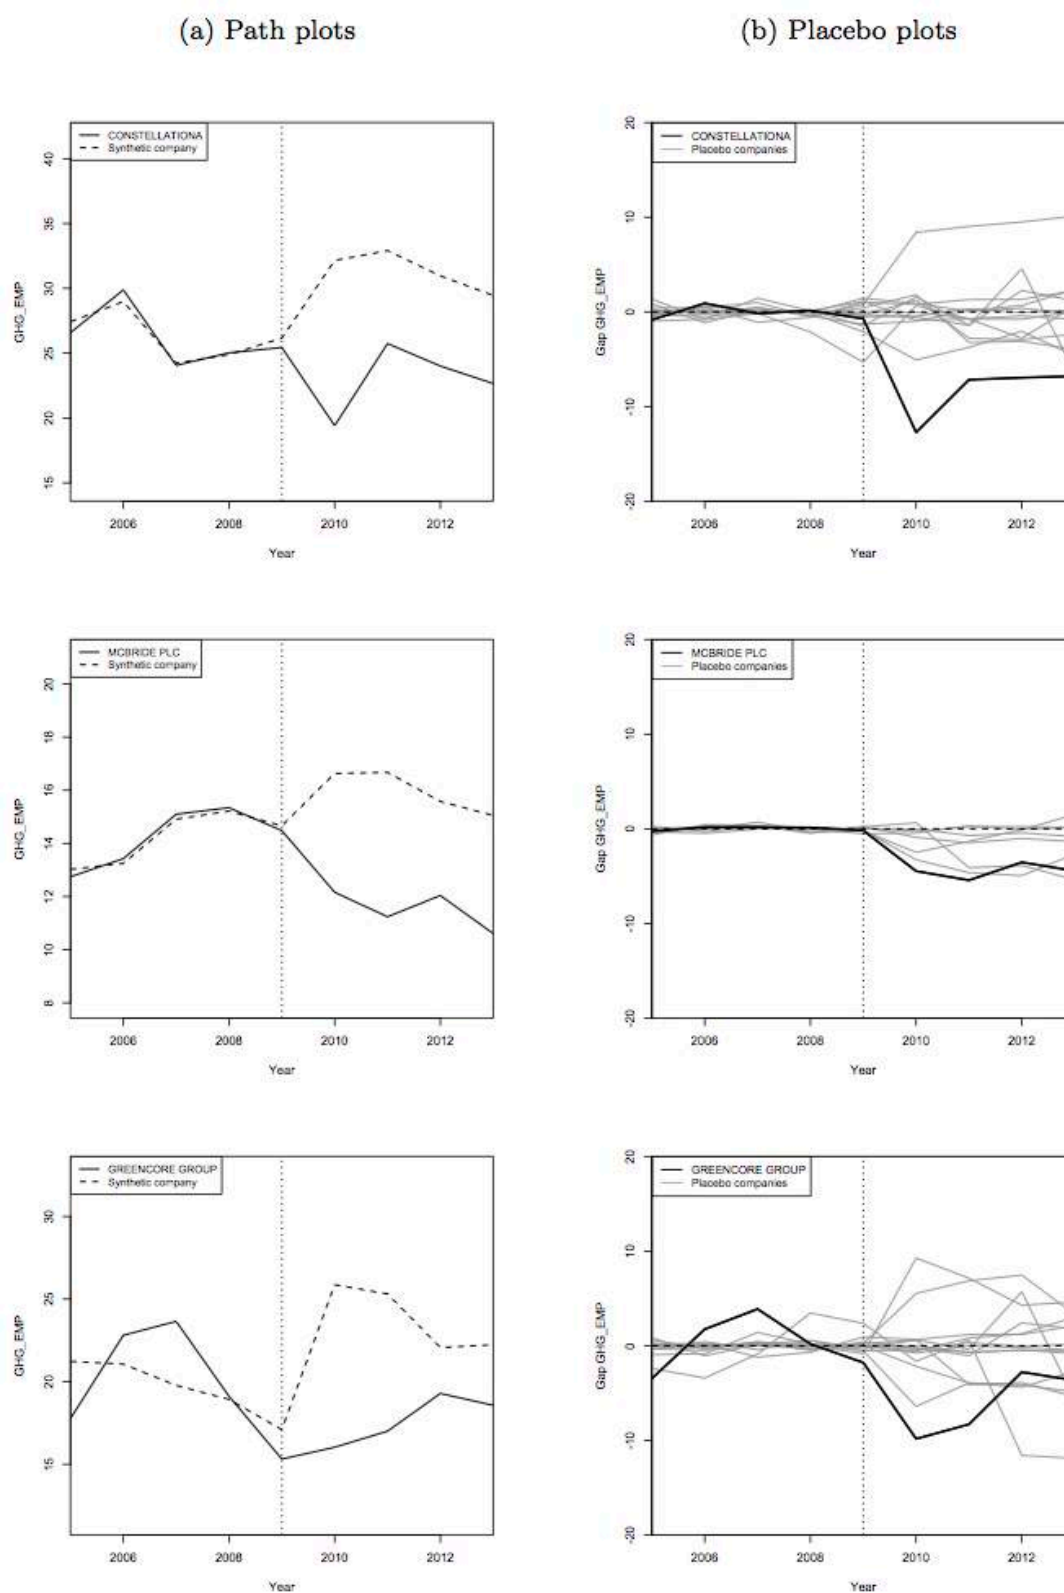 (a) Path plots
(b) Placebo plots
CONSTELLATIONA
Synthetic company
40
35
30
25
20
15
GHG_EMP
2006
2008
2010
2012
Year
CONSTELLATIONA
Placebo companies
20
10
0
-10
-20
Gap GHG_EMP
2006
2008
2010
2012
Year
MCBRIDE PLC
Synthetic company
20
18
16
14
12
10
8
GHG_EMP
2006
2008
2010
2012
Year
MCBRIDE PLC
Placebo companies
20
10
0
-10
-20
Gap GHG_EMP
2006
2008
2010
2012
Year
GREENCORE GROUP
Synthetic company
30
25
20
15
GHG_EMP
2006
2008
2010
2012
Year
GREENCORE GROUP
Placebo companies
20
10
0
-10
-20
Gap GHG_EMP
2006
2008
2010
2012
Year